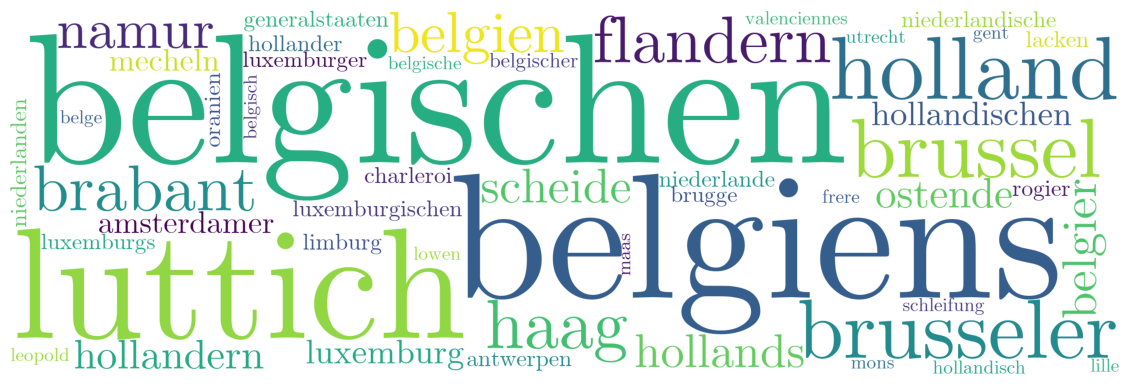 generalstaaten
valenciennes
niederlandische
namur
hollander
belgien
flandern
utrecht
gent
lacken
mecheln
luxemburger
belgische
belgischer
holland
oranien
belgisch
belgischen
belge
hollandischen
niederlanden
brussel
brabant
charleroi
scheide
niederlande
brugge
frere
ostende
rogier
amsterdamer
luxemburgischen
belgiens
belgier
luxemburgs
limburg
lowen
maas
luttich
schleifung
haag
brusseler
leopold
hollandern
luxemburg
antwerpen
hollands
mons
hollandisch
lille